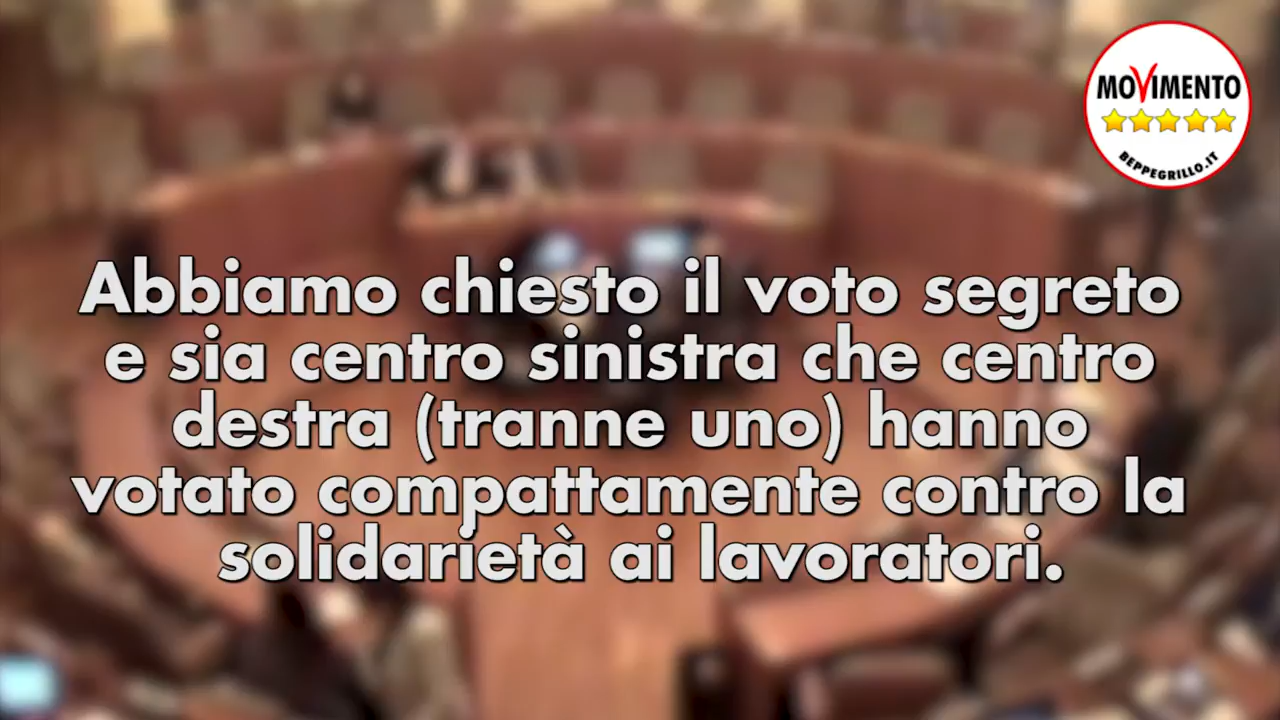 MOVIMENTO
BEPPEGRILLO.IT
Abbiamo chiesto il voto segreto
e sia centro sinistra che centro
destra (tranne uno) hanno
votato compattamente contro la
solidarietà ai lavoratori.